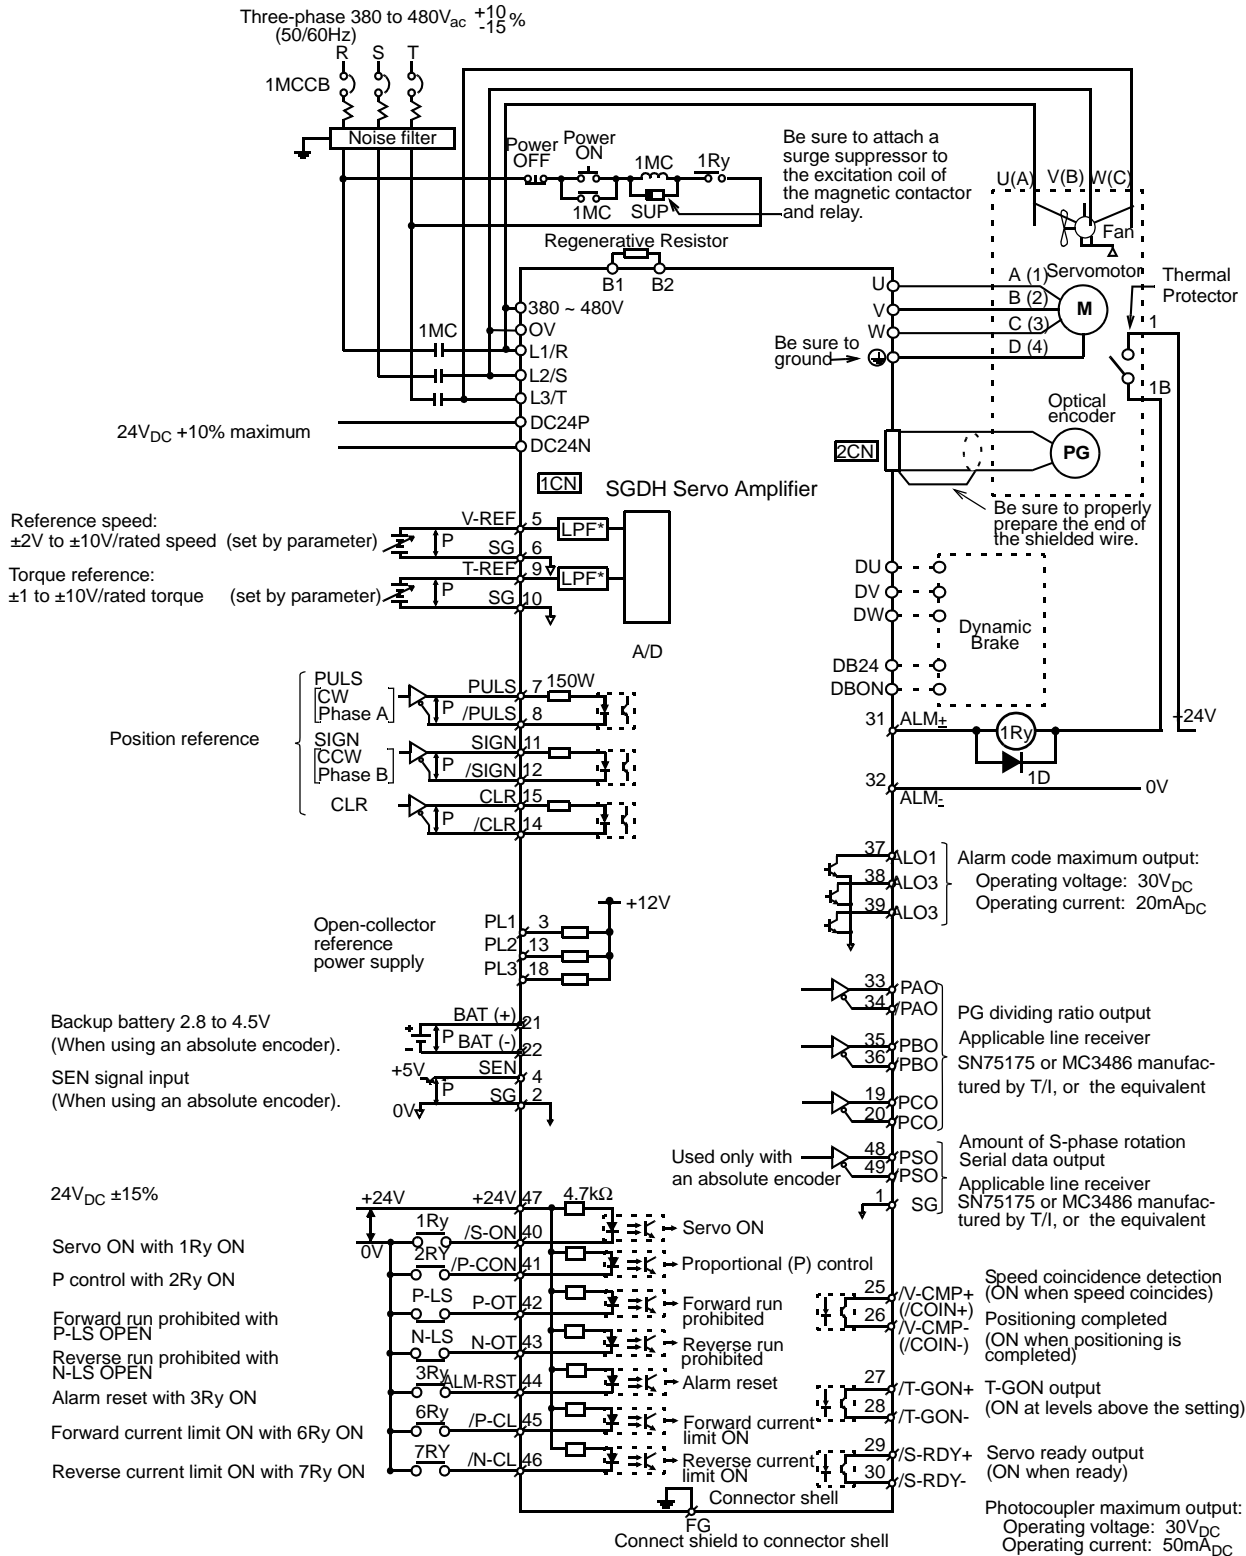 Three-phase 380 to 480Vac +10 -15 %
(50/60Hz)
R S T
1MCCB
Noise filter
Power OFF
Power ON
1MC
1MC
SUP
1Ry
Be sure to attach a
surge suppressor to
the excitation coil of
the magnetic contactor
and relay.
U(A) V(B) W(C)
Fan
Regenerative Resistor
B1 B2
380 ~ 480V
OV
1MC
L1/R
L2/S
L3/T
DC24P
DC24N
24VDC +10% maximum
U
V
W
A (1)
B (2)
C (3)
D (4)
Servomotor
M
Thermal
Protector
1
1B
Be sure to
ground
Optical
encoder
PG
2CN
Be sure to properly
prepare the end of
the shielded wire.
1CN
SGDH Servo Amplifier
Reference speed:
±2V to ±10V/rated speed (set by parameter)
P
V-REF 5
LPF*
SG 6
Torque reference:
±1 to ±10V/rated torque (set by parameter)
P
T-REF 9
LPF*
SG 10
A/D
DU
DV
DW
DB24
DBON
Dynamic
Brake
Position reference
PULS
CW
Phase A
P
PULS 7 150W
/PULS 8
SIGN
CCW
Phase B
P
SIGN 11
/SIGN 12
CLR
P
CLR 15
/CLR 14
31 ALM+
1Ry
1D
+24V
32 ALM-
0V
37 ALO1
38 ALO3
39 ALO3
Alarm code maximum output:
Operating voltage: 30VDC
Operating current: 20mADC
Open-collector
reference
power supply
PL1 3
PL2 13
PL3 18
+12V
33 PAO
34 /PAO
35 PBO
36 /PBO
19 PCO
20 /PCO
PG dividing ratio output
Applicable line receiver
SN75175 or MC3486 manufac-
tured by T/I, or the equivalent
Backup battery 2.8 to 4.5V
(When using an absolute encoder).
P
BAT (+) 21
BAT (-) 22
SEN signal input
(When using an absolute encoder).
+5V
0V
P
SEN 4
SG 2
Used only with
an absolute encoder
48 PSO
49 /PSO
1 SG
Amount of S-phase rotation
Serial data output
Applicable line receiver
SN75175 or MC3486 manufac-
tured by T/I, or the equivalent
24VDC ±15%
+24V
0V
+24V 47 4.7kΩ
Servo ON with 1Ry ON
1Ry /S-ON 40
Servo ON
P control with 2Ry ON
2RY /P-CON 41
Proportional (P) control
Forward run prohibited with
P-LS OPEN
P-LS P-OT 42
Forward run
prohibited
Reverse run prohibited with
N-LS OPEN
N-LS N-OT 43
Reverse run
prohibited
Alarm reset with 3Ry ON
3Ry ALM-RST 44
Alarm reset
Forward current limit ON with 6Ry ON
6Ry /P-CL 45
Forward current
limit ON
Reverse current limit ON with 7Ry ON
7RY /N-CL 46
Reverse current
limit ON
25 /V-CMP+
(/COIN+)
26 /V-CMP-
(/COIN-)
Speed coincidence detection
(ON when speed coincides)
Positioning completed
(ON when positioning is
completed)
27 /T-GON+
28 /T-GON-
T-GON output
(ON at levels above the setting)
29 /S-RDY+
30 /S-RDY-
Servo ready output
(ON when ready)
Connector shell
FG
Connect shield to connector shell
Photocoupler maximum output:
Operating voltage: 30VDC
Operating current: 50mADC